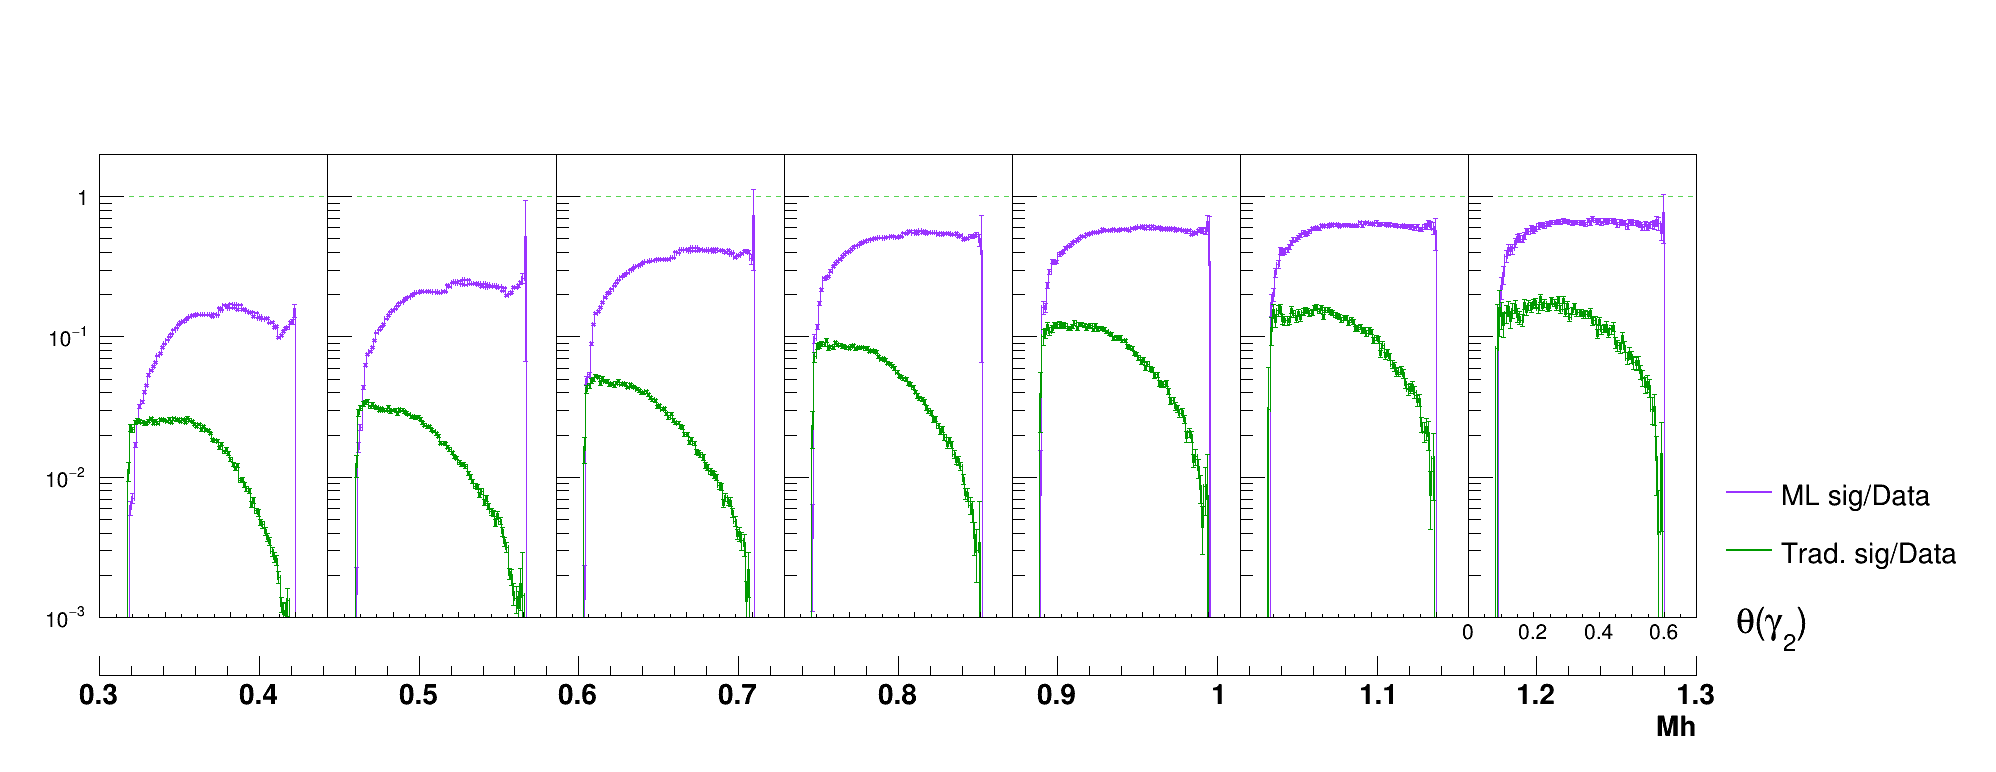 1
10⁻¹
10⁻²
10⁻³
ML sig/Data
Trad. sig/Data
θ(γ₂)
0 0.2 0.4 0.6
0.3 0.4 0.5 0.6 0.7 0.8 0.9 1 1.1 1.2 1.3
Mh